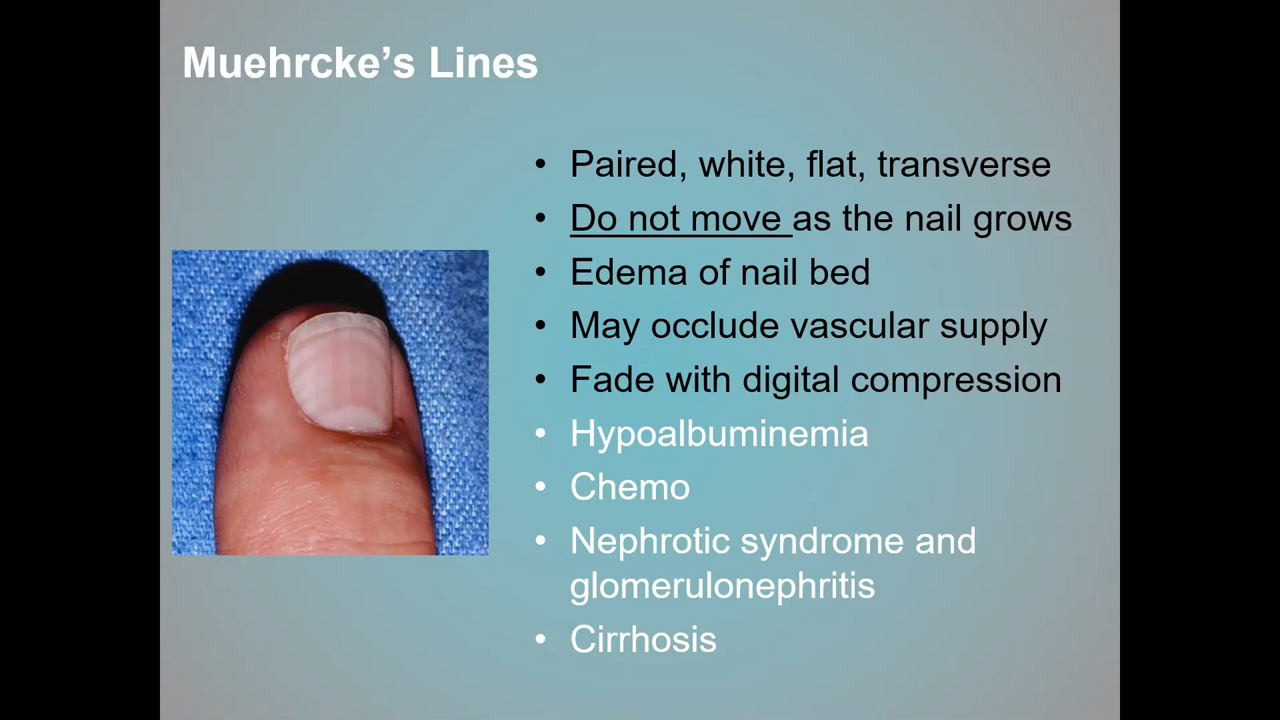 Muehrcke’s Lines
• Paired, white, flat, transverse
• Do not move as the nail grows
• Edema of nail bed
• May occlude vascular supply
• Fade with digital compression
• Hypoalbuminemia
• Chemo
• Nephrotic syndrome and
glomerulonephritis
• Cirrhosis